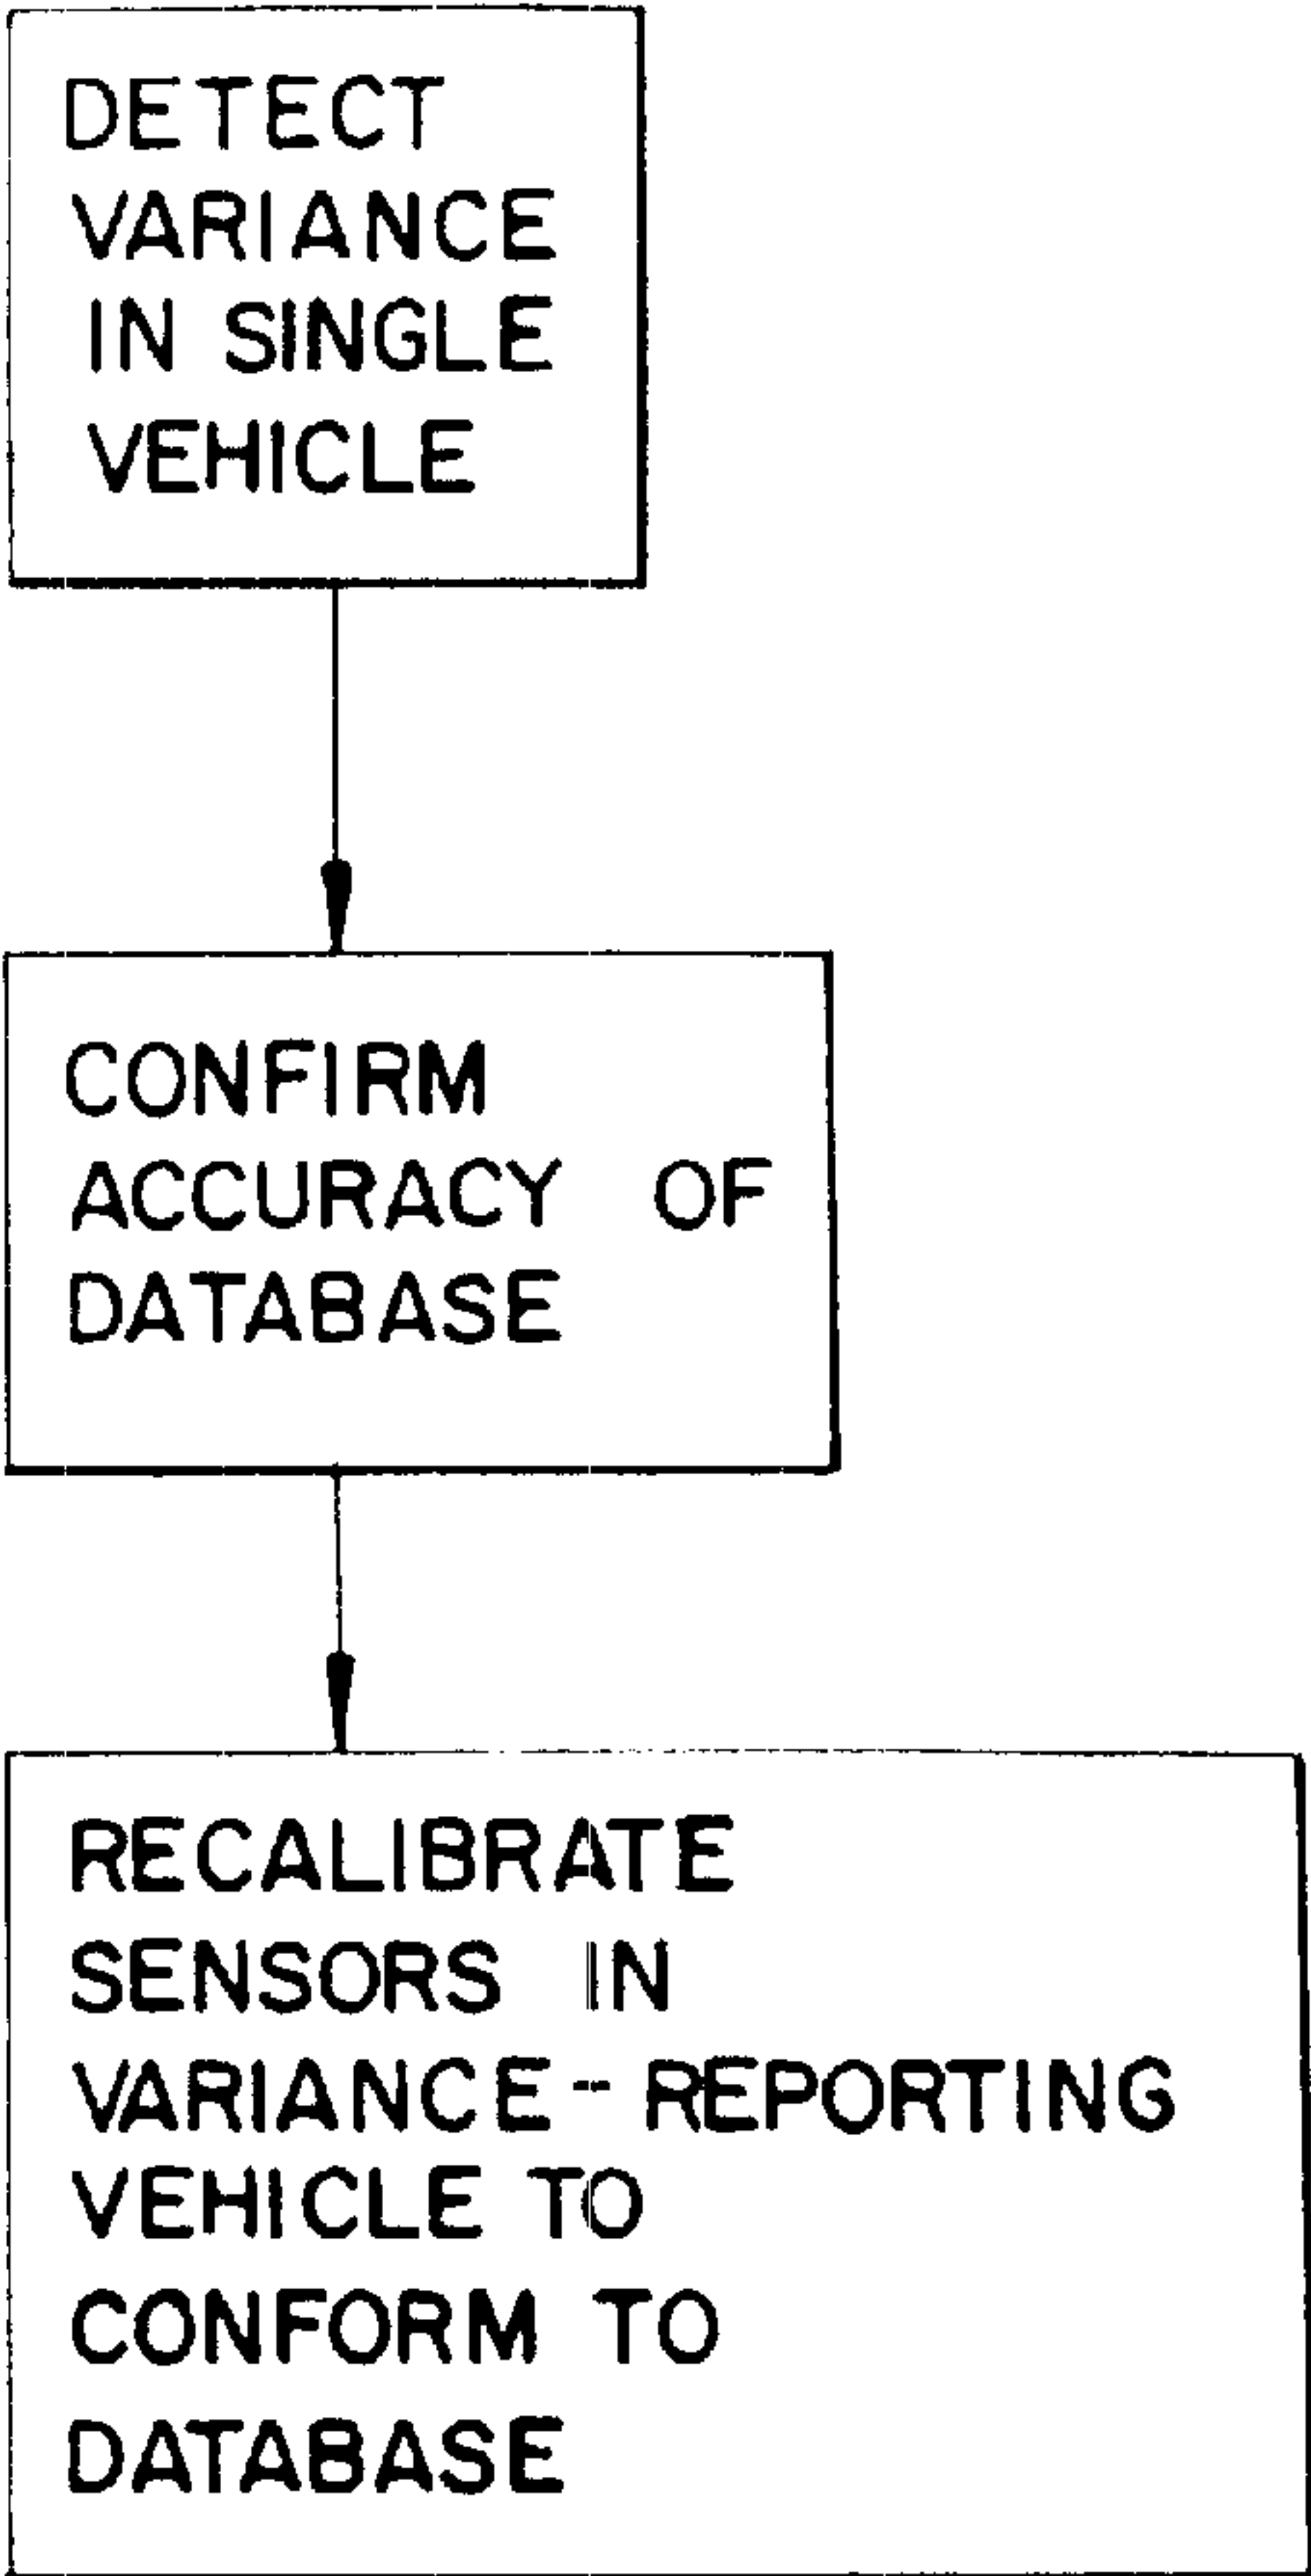 DETECT
VARIANCE
IN SINGLE
VEHICLE
CONFIRM
ACCURACY OF
DATABASE
RECALIBRATE
SENSORS IN
VARIANCE-REPORTING
VEHICLE TO
CONFORM TO
DATABASE